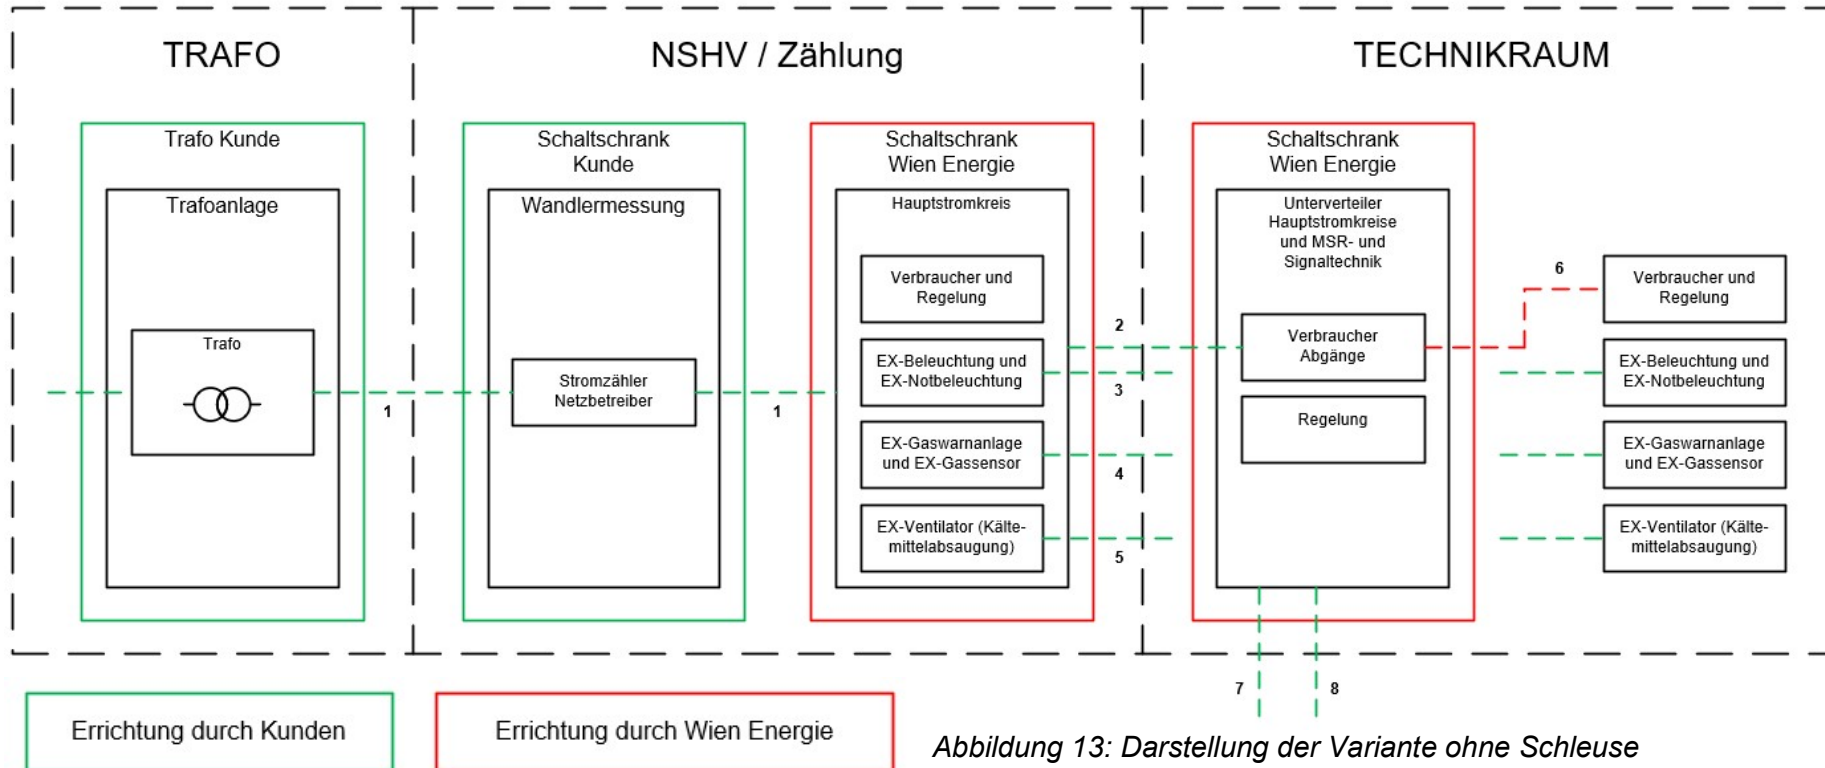 TRAFO
NSHV / Zählung
TECHNIKRAUM
Trafo Kunde
Trafoanlage
Trafo
1
Schaltschrank
Kunde
Wandlermessung
Stromzähler
Netzbetreiber
1
Schaltschrank
Wien Energie
Hauptstromkreis
Verbraucher und
Regelung
EX-Beleuchtung und
EX-Notbeleuchtung
EX-Gaswarnanlage
und EX-Gassensor
EX-Ventilator (Kälte-
mittelabsaugung)
2
3
4
5
Schaltschrank
Wien Energie
Unterverteiler
Hauptstromkreise
und MSR- und
Signaltechnik
Verbraucher
Abgänge
Regelung
6
Verbraucher und
Regelung
EX-Beleuchtung und
EX-Notbeleuchtung
EX-Gaswarnanlage
und EX-Gassensor
EX-Ventilator (Kälte-
mittelabsaugung)
7
8
Errichtung durch Kunden
Errichtung durch Wien Energie
Abbildung 13: Darstellung der Variante ohne Schleuse